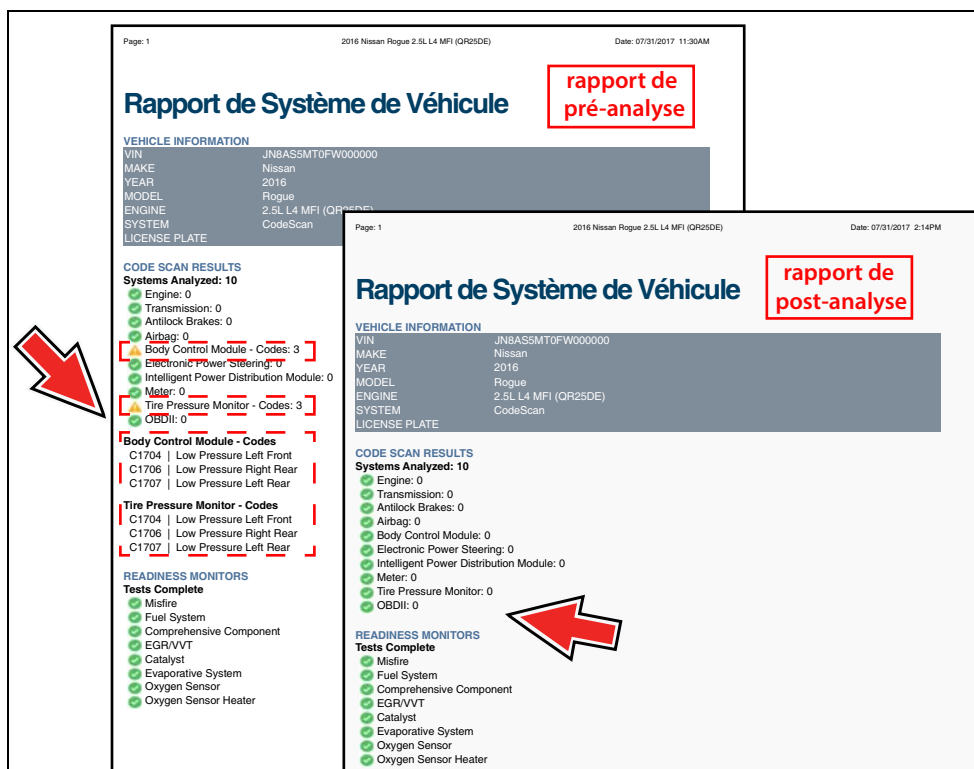 Page: 1 2016 Nissan Rogue 2.5L L4 MFI (QR25DE) Date: 07/31/2017 11:30AM
Rapport de Système de Véhicule
rapport de
pré-analyse
VEHICLE INFORMATION
VIN JN8AS5MT0FW000000
MAKE Nissan
YEAR 2016
MODEL Rogue
ENGINE 2.5L L4 MFI (QR25DE)
SYSTEM CodeScan
LICENSE PLATE
CODE SCAN RESULTS
Systems Analyzed: 10
Engine: 0
Transmission: 0
Antilock Brakes: 0
Airbag: 0
Body Control Module - Codes: 3
Electronic Power Steering: 0
Intelligent Power Distribution Module: 0
Meter: 0
Tire Pressure Monitor - Codes: 3
OBDII: 0
Body Control Module - Codes
C1704 | Low Pressure Left Front
C1706 | Low Pressure Right Rear
C1707 | Low Pressure Left Rear
Tire Pressure Monitor - Codes
C1704 | Low Pressure Left Front
C1706 | Low Pressure Right Rear
C1707 | Low Pressure Left Rear
READINESS MONITORS
Tests Complete
Misfire
Fuel System
Comprehensive Component
EGR/VVT
Catalyst
Evaporative System
Oxygen Sensor
Oxygen Sensor Heater
Page: 1 2016 Nissan Rogue 2.5L L4 MFI (QR25DE) Date: 07/31/2017 2:14PM
Rapport de Système de Véhicule
rapport de
post-analyse
VEHICLE INFORMATION
VIN JN8AS5MT0FW000000
MAKE Nissan
YEAR 2016
MODEL Rogue
ENGINE 2.5L L4 MFI (QR25DE)
SYSTEM CodeScan
LICENSE PLATE
CODE SCAN RESULTS
Systems Analyzed: 10
Engine: 0
Transmission: 0
Antilock Brakes: 0
Airbag: 0
Body Control Module: 0
Electronic Power Steering: 0
Intelligent Power Distribution Module: 0
Meter: 0
Tire Pressure Monitor: 0
OBDII: 0
READINESS MONITORS
Tests Complete
Misfire
Fuel System
Comprehensive Component
EGR/VVT
Catalyst
Evaporative System
Oxygen Sensor
Oxygen Sensor Heater